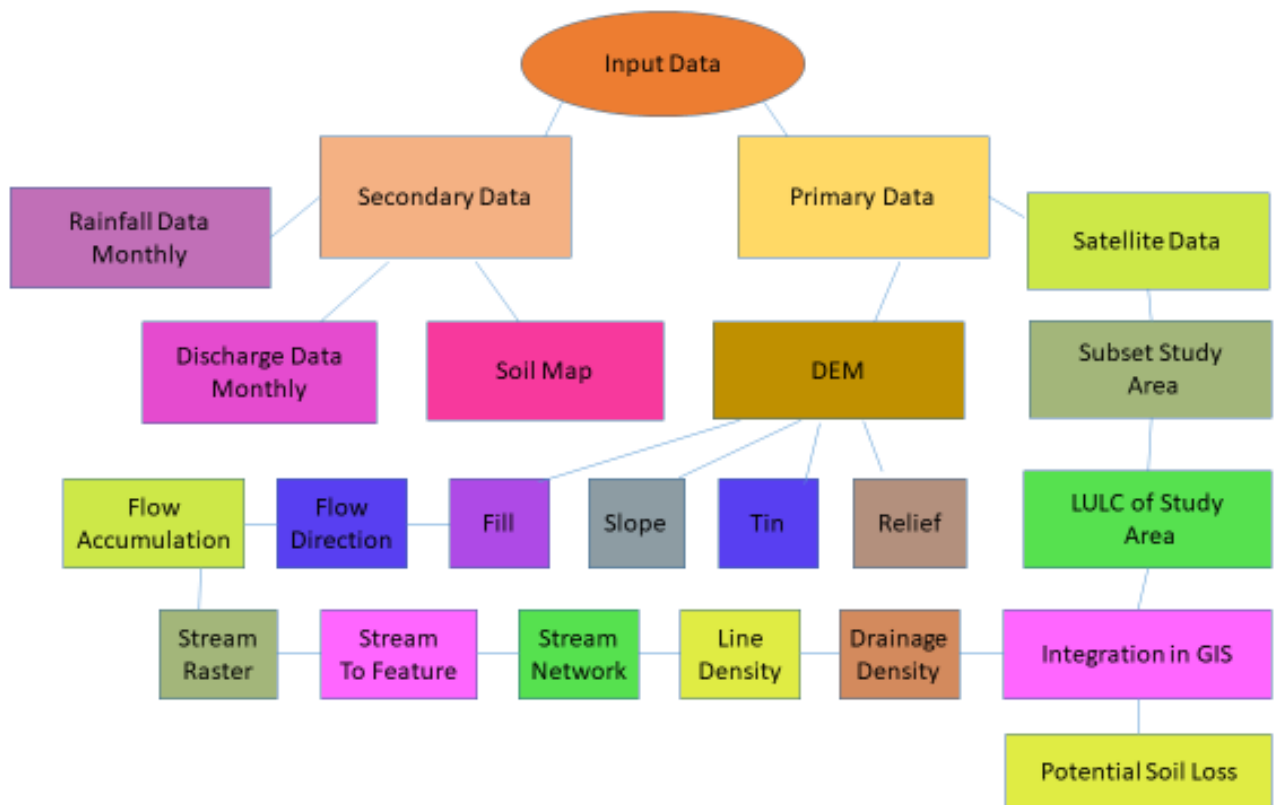 Input Data
Secondary Data
Primary Data
Rainfall Data
Monthly
Satellite Data
Discharge Data
Monthly
Soil Map
DEM
Subset Study
Area
Flow
Accumulation
Flow
Direction
Fill
Slope
Tin
Relief
LULC of Study
Area
Stream
Raster
Stream
To Feature
Stream
Network
Line
Density
Drainage
Density
Integration in GIS
Potential Soil Loss